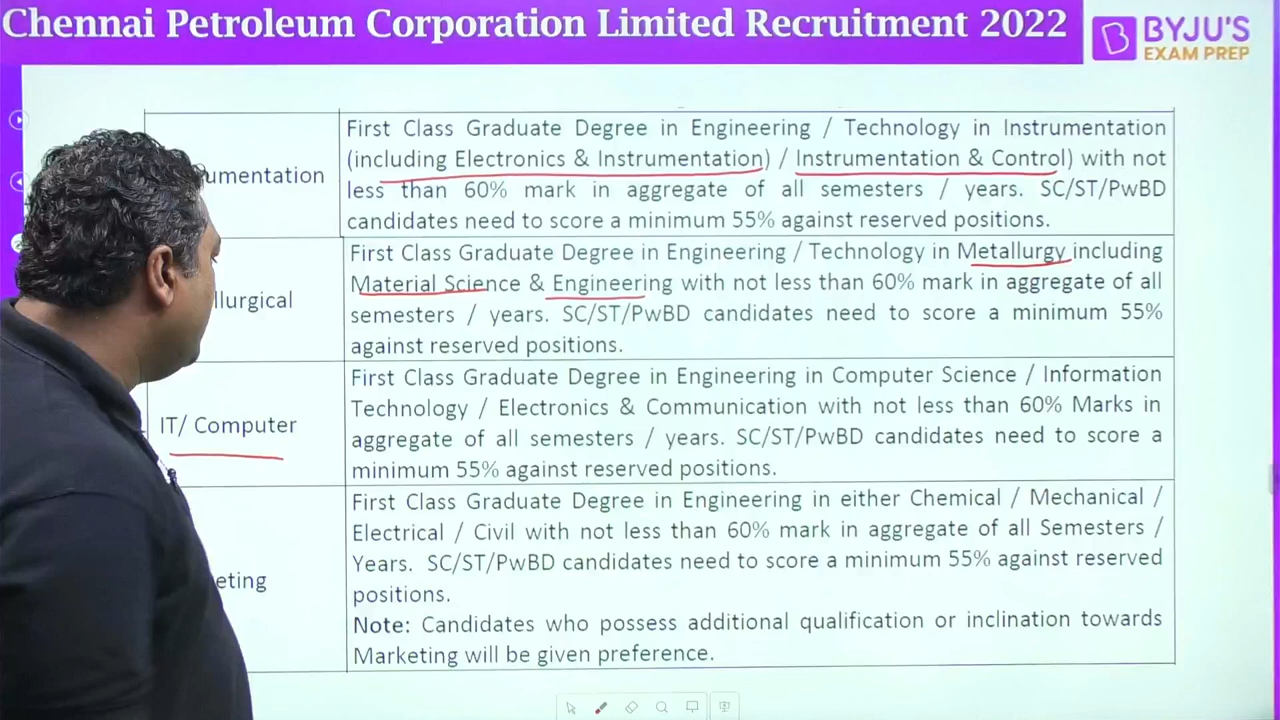 Chennai Petroleum Corporation Limited Recruitment 2022
BYJU'S
EXAM PREP
umentation
First Class Graduate Degree in Engineering / Technology in Instrumentation
(including Electronics & Instrumentation) / Instrumentation & Control) with not
less than 60% mark in aggregate of all semesters / years. SC/ST/PwBD
candidates need to score a minimum 55% against reserved positions.
llurgical
First Class Graduate Degree in Engineering / Technology in Metallurgy including
Material Science & Engineering with not less than 60% mark in aggregate of all
semesters / years. SC/ST/PwBD candidates need to score a minimum 55%
against reserved positions.
IT/ Computer
First Class Graduate Degree in Engineering in Computer Science / Information
Technology / Electronics & Communication with not less than 60% Marks in
aggregate of all semesters / years. SC/ST/PwBD candidates need to score a
minimum 55% against reserved positions.
eting
First Class Graduate Degree in Engineering in either Chemical / Mechanical /
Electrical / Civil with not less than 60% mark in aggregate of all Semesters /
Years. SC/ST/PwBD candidates need to score a minimum 55% against reserved
positions.
Note: Candidates who possess additional qualification or inclination towards
Marketing will be given preference.